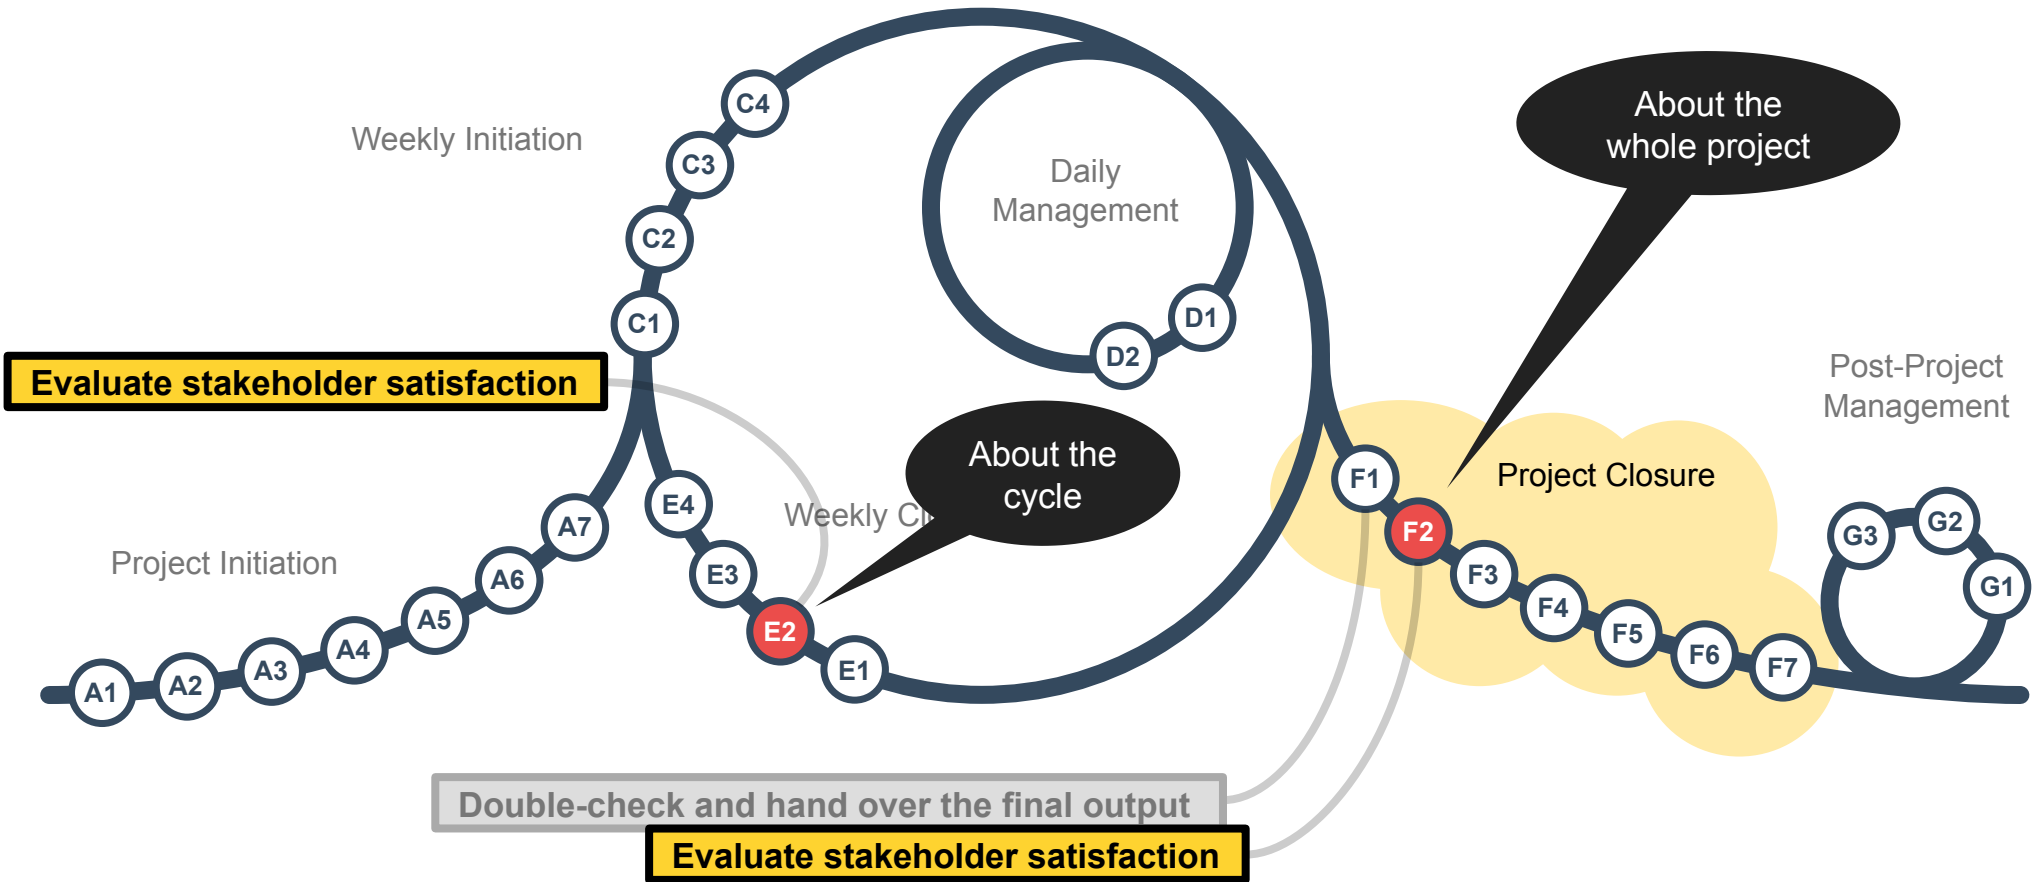 Weekly Initiation
C4
C3
C2
C1
Daily
Management
D1
D2
About the
whole project
Evaluate stakeholder satisfaction
Post-Project
Management
About the
cycle
Weekly Cl
Project Closure
Project Initiation
A1
A2
A3
A4
A5
A6
A7
E4
E3
E2
E1
F1
F2
F3
F4
F5
F6
F7
G3
G2
G1
Double-check and hand over the final output
Evaluate stakeholder satisfaction